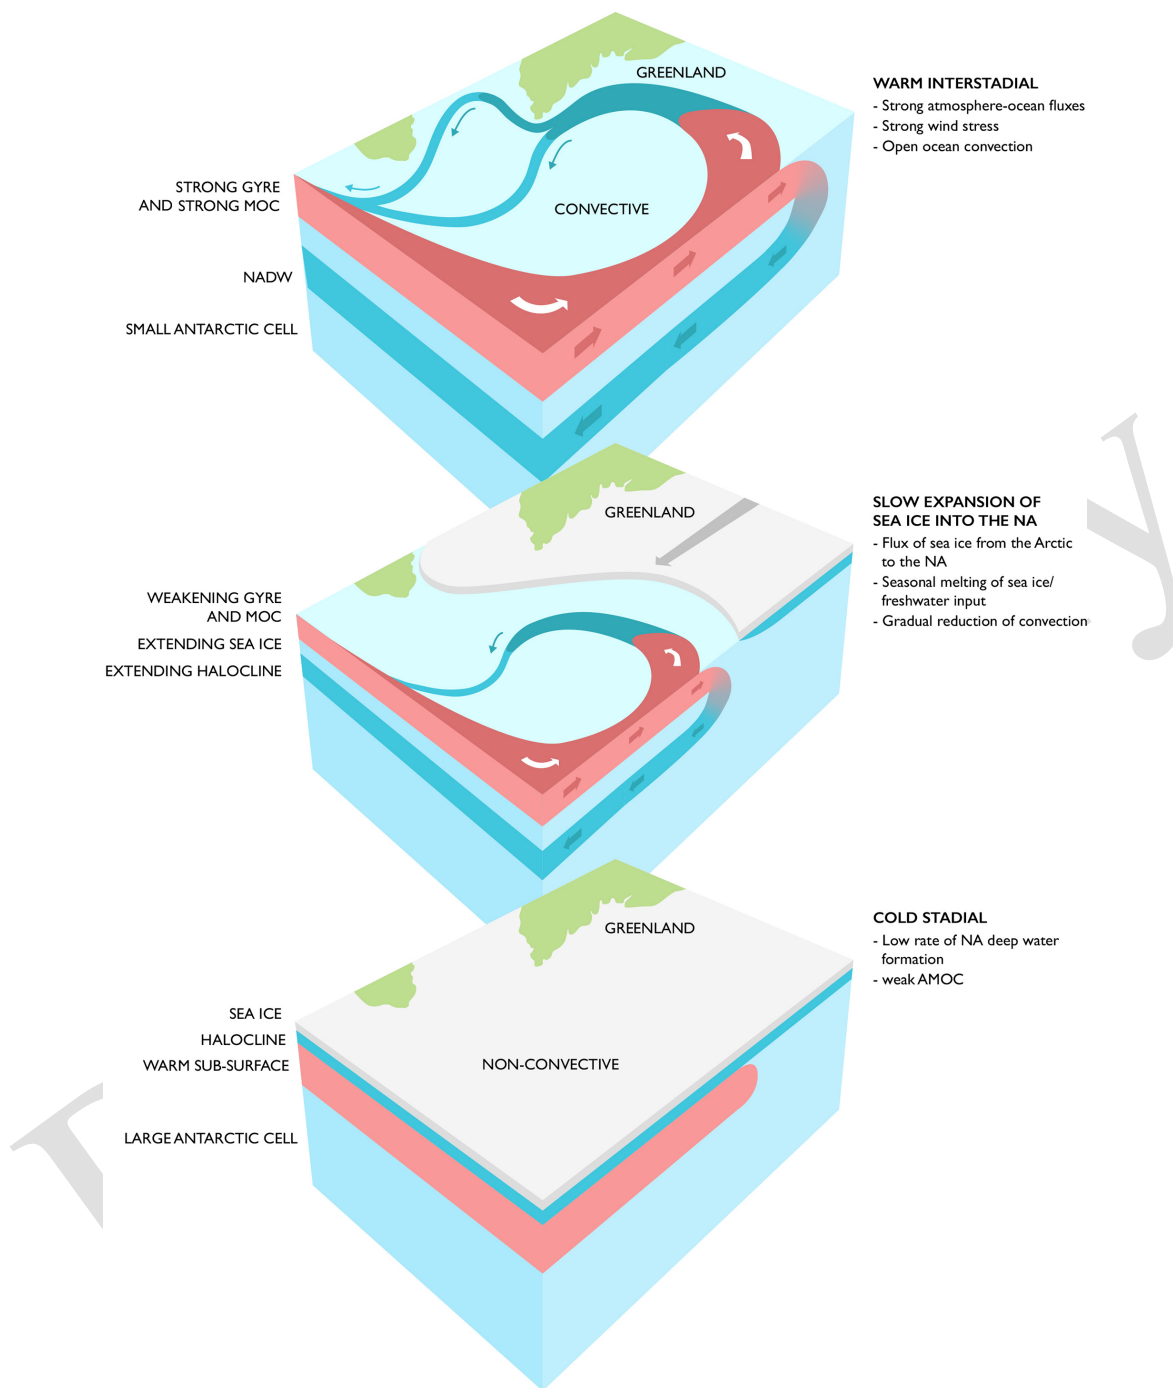 GREENLAND
WARM INTERSTADIAL
- Strong atmosphere-ocean fluxes
- Strong wind stress
- Open ocean convection
STRONG GYRE
AND STRONG MOC
CONVECTIVE
NADW
SMALL ANTARCTIC CELL
GREENLAND
SLOW EXPANSION OF
SEA ICE INTO THE NA
- Flux of sea ice from the Arctic
to the NA
- Seasonal melting of sea ice/
freshwater input
- Gradual reduction of convection
WEAKENING GYRE
AND MOC
EXTENDING SEA ICE
EXTENDING HALOCLINE
GREENLAND
COLD STADIAL
- Low rate of NA deep water
formation
- weak AMOC
SEA ICE
HALOCLINE
WARM SUB-SURFACE
NON-CONVECTIVE
LARGE ANTARCTIC CELL
y